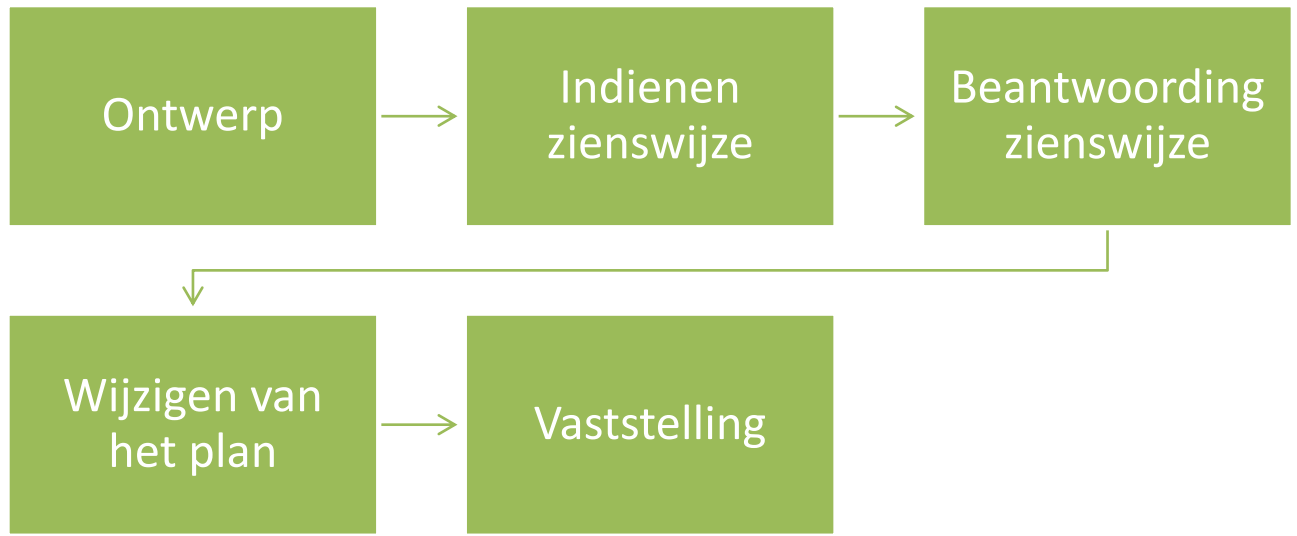 Ontwerp
Indienen
zienswijze
Beantwoording
zienswijze
Wijzigen van
het plan
Vaststelling